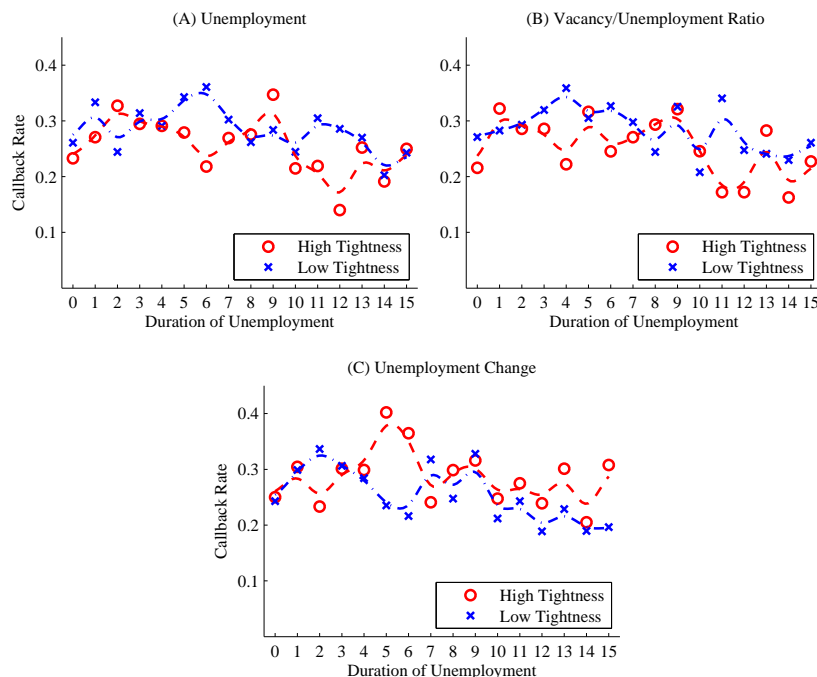 (A) Unemployment
(B) Vacancy/Unemployment Ratio
0.4
0.3
0.2
0.1
Callback Rate
High Tightness
Low Tightness
0 1 2 3 4 5 6 7 8 9 10 11 12 13 14 15
Duration of Unemployment
0.4
0.3
0.2
0.1
Callback Rate
High Tightness
Low Tightness
0 1 2 3 4 5 6 7 8 9 10 11 12 13 14 15
Duration of Unemployment
(C) Unemployment Change
0.4
0.3
0.2
0.1
Callback Rate
High Tightness
Low Tightness
0 1 2 3 4 5 6 7 8 9 10 11 12 13 14 15
Duration of Unemployment